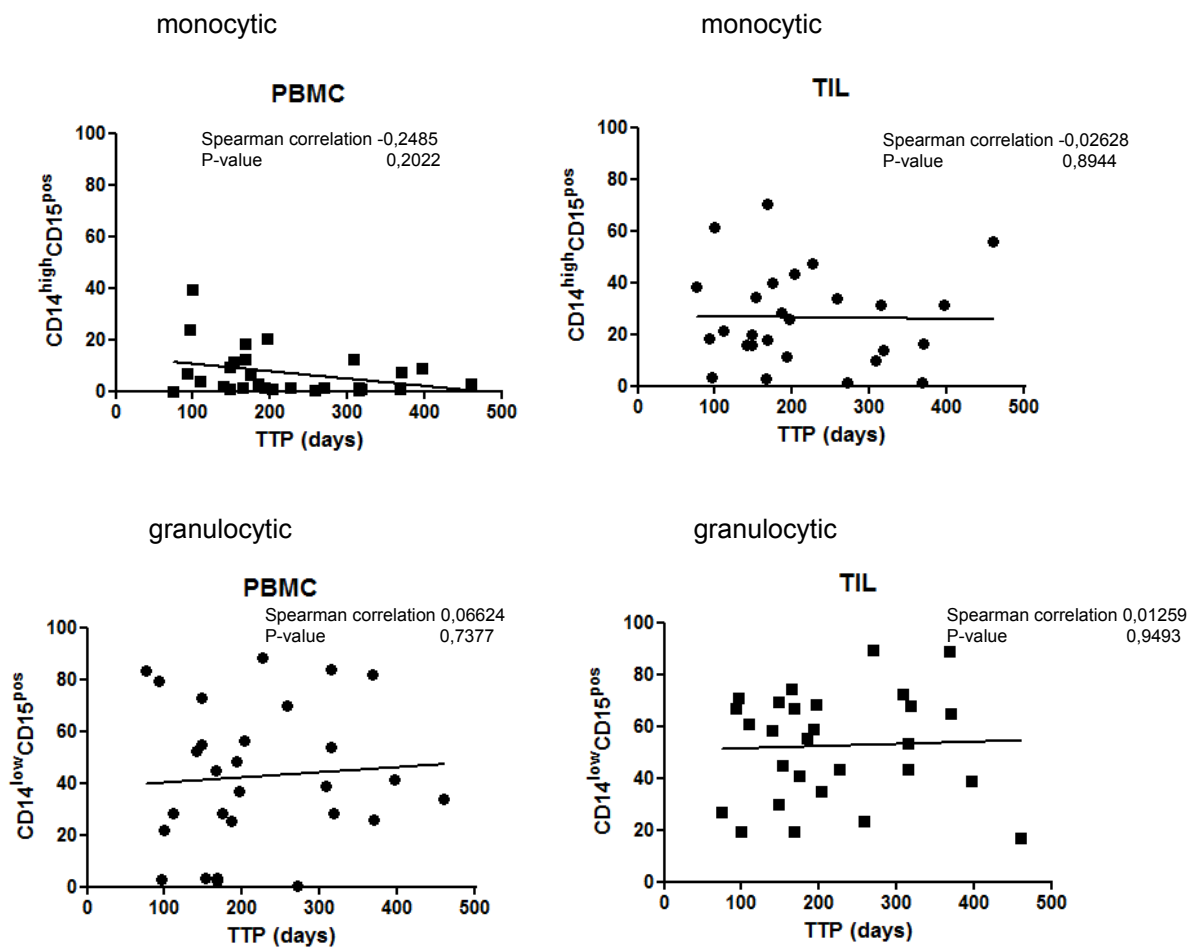 monocytic
PBMC
Spearman correlation -0,2485
P-value 0,2022
CD14highCD15pos
100
80
60
40
20
0
0 100 200 300 400 500
TTP (days)
monocytic
TIL
Spearman correlation -0,02628
P-value 0,8944
CD14highCD15pos
100
80
60
40
20
0
0 100 200 300 400 500
TTP (days)
granulocytic
PBMC
Spearman correlation 0,06624
P-value 0,7377
CD14lowCD15pos
100
80
60
40
20
0
0 100 200 300 400 500
TTP (days)
granulocytic
TIL
Spearman correlation 0,01259
P-value 0,9493
CD14lowCD15pos
100
80
60
40
20
0
0 100 200 300 400 500
TTP (days)